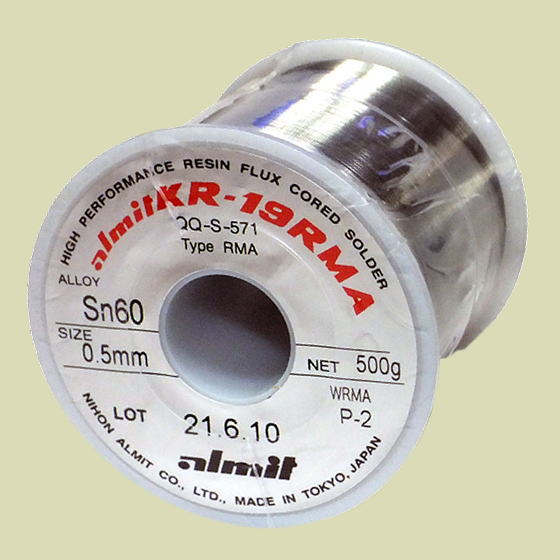 HIGH PERFORMANCE RESIN FLUX CORED SOLDER
almit KR-19RMA
QQ-S-571
Type RMA
ALLOY
Sn60
SIZE
0.5mm
NET 500g
WRMA
P-2
LOT 21.6.10
almit
NIHON ALMIT CO., LTD., MADE IN TOKYO, JAPAN